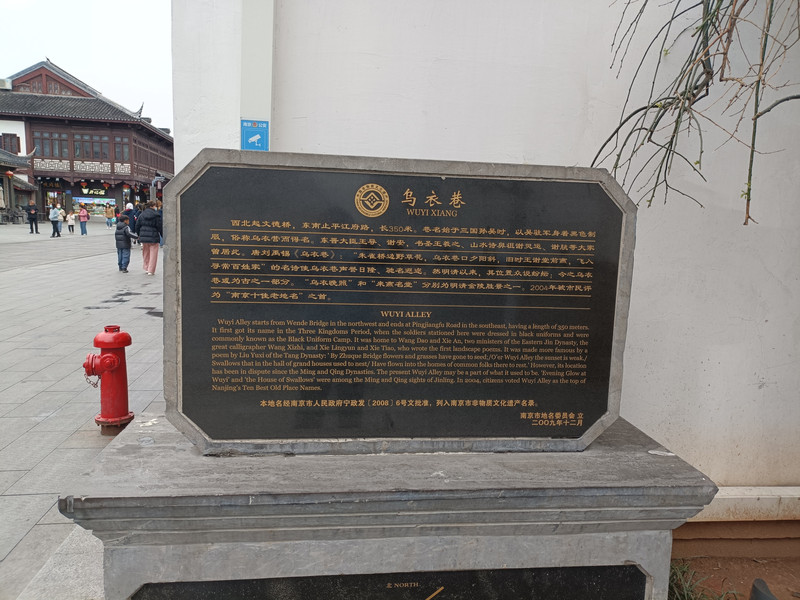 乌衣巷
WUYI XIANG
西北起文德桥,东南止平江府路,长350米。巷名始于三国孙吴时,以吴驻军身着黑色制
服,俗称乌衣营而得名。东晋大臣王导、谢安,书圣王羲之、山水诗鼻祖谢灵运、谢朓等大家
曾居此。唐刘禹锡《乌衣巷》:“朱雀桥边野草花,乌衣巷口夕阳斜。旧时王谢堂前燕,飞入
寻常百姓家”的名诗使乌衣巷声誉日隆,驰名遐迩。然明清以来,其位置众说纷纭,今之乌衣
巷或为古之一部分。“乌衣晚照”和“来燕名堂”分别为明清金陵胜景之一。2004年被市民评
为“南京十佳老地名”之首。
WUYI ALLEY
Wuyi Alley starts from Wende Bridge in the northwest and ends at Pingjiangfu Road in the southeast, having a length of 350 meters.
It first got its name in the Three Kingdoms Period, when the soldiers stationed here were dressed in black uniforms and were
commonly known as the Black Uniform Camp. It was home to Wang Dao and Xie An, two ministers of the Eastern Jin Dynasty, the
great calligrapher Wang Xizhi, and Xie Lingyun and Xie Tiao, who wrote the first landscape poems. It was made more famous by a
poem by Liu Yuxi of the Tang Dynasty: 'By Zhuque Bridge flowers and grasses have gone to seed;/O'er Wuyi Alley the sunset is weak./
Swallows that in the hall of grand houses used to nest/ Have flown into the homes of common folks there to rest.' However, its location
has been in dispute since the Ming and Qing Dynasties. The present Wuyi Alley may be a part of what it used to be. 'Evening Glow at
Wuyi' and 'the House of Swallows' were among the Ming and Qing sights of Jinling. In 2004, citizens voted Wuyi Alley as the top of
Nanjing's Ten Best Old Place Names.
本地名经南京市人民政府宁政发〔2008〕6号文批准,列入南京市非物质文化遗产名录。
南京市地名委员会 立
二〇〇九年十二月
北 NORTH